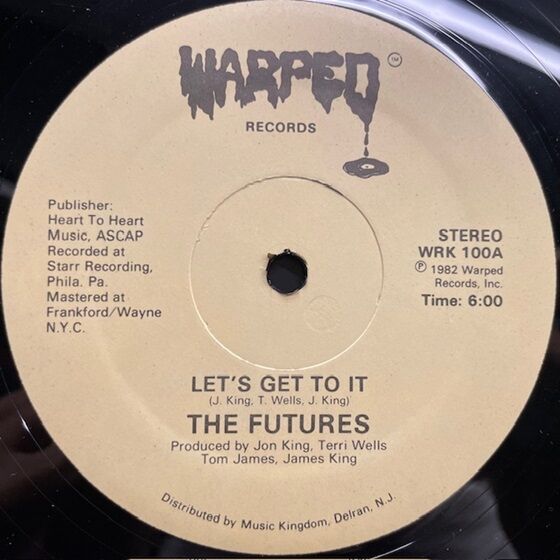 WARPED TM
RECORDS
Publisher:
Heart To Heart
Music, ASCAP
Recorded at
Starr Recording,
Phila. Pa.
Mastered at
Frankford/Wayne
N.Y.C.
STEREO
WRK 100A
℗ 1982 Warped
Records, Inc.
Time: 6:00
LET'S GET TO IT
(J. King, T. Wells, J. King)
THE FUTURES
Produced by Jon King, Terri Wells
Tom James, James King
Distributed by Music Kingdom, Delran, N.J.